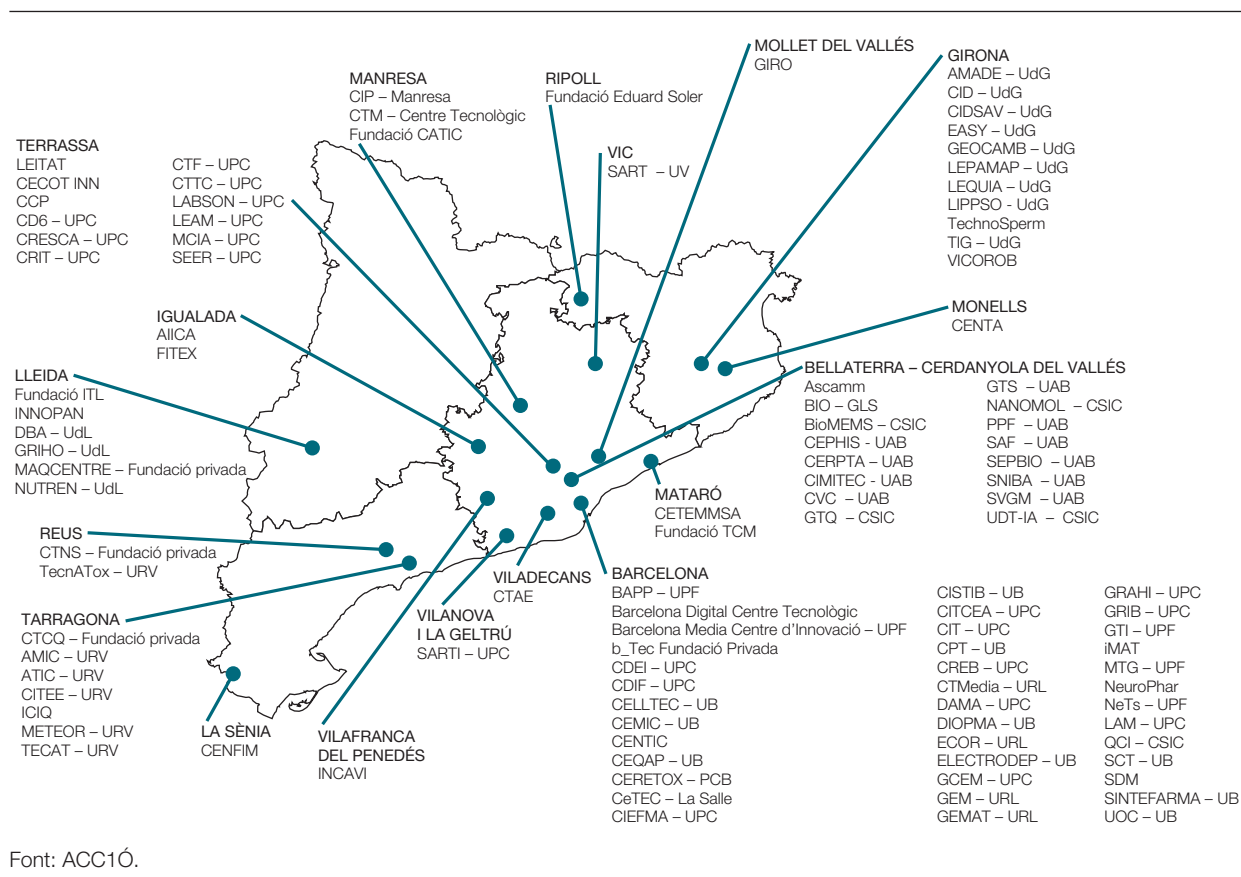 TERRASSA
LEITAT
CECOT INN
CCP
CD6 – UPC
CRESCA – UPC
CRIT – UPC
CTF – UPC
CTTC – UPC
LABSON – UPC
LEAM – UPC
MCIA – UPC
SEER – UPC
MANRESA
CIP – Manresa
CTM – Centre Tecnològic
Fundació CATIC
RIPOLL
Fundació Eduard Soler
VIC
SART – UV
MOLLET DEL VALLÉS
GIRO
GIRONA
AMADE – UdG
CID – UdG
CIDSAV – UdG
EASY – UdG
GEOCAMB – UdG
LEPAMAP – UdG
LEQUIA – UdG
LIPPSO - UdG
TechnoSperm
TIG – UdG
VICOROB
MONELLS
CENTA
IGUALADA
AIICA
FITEX
LLEIDA
Fundació ITL
INNOPAN
DBA – UdL
GRIHO – UdL
MAQCENTRE – Fundació privada
NUTREN – UdL
BELLATERRA – CERDANYOLA DEL VALLÉS
Ascamm
BIO – GLS
BioMEMS – CSIC
CEPHIS - UAB
CERPTA – UAB
CIMITEC - UAB
CVC – UAB
GTQ – CSIC
GTS – UAB
NANOMOL – CSIC
PPF – UAB
SAF – UAB
SEPBIO – UAB
SNIBA – UAB
SVGM – UAB
UDT-IA – CSIC
MATARÓ
CETEMMSA
Fundació TCM
REUS
CTNS – Fundació privada
TecnATox – URV
TARRAGONA
CTCQ – Fundació privada
AMIC – URV
ATIC – URV
CITEE – URV
ICIQ
METEOR – URV
TECAT – URV
LA SÈNIA
CENFIM
VILAFRANCA
DEL PENEDÉS
INCAVI
VILANOVA
I LA GELTRÚ
SARTI – UPC
VILADECANS
CTAE
BARCELONA
BAPP – UPF
Barcelona Digital Centre Tecnològic
Barcelona Media Centre d'Innovació – UPF
b_Tec Fundació Privada
CDEI – UPC
CDIF – UPC
CELLTEC – UB
CEMIC – UB
CENTIC
CEQAP – UB
CERETOX – PCB
CeTEC – La Salle
CIEFMA – UPC
CISTIB – UB
CITCEA – UPC
CIT – UPC
CPT – UB
CREB – UPC
CTMedia – URL
DAMA – UPC
DIOPMA – UB
ECOR – URL
ELECTRODEP – UB
GCEM – UPC
GEM – URL
GEMAT – URL
GRAHI – UPC
GRIB – UPC
GTI – UPF
iMAT
MTG – UPF
NeuroPhar
NeTs – UPF
LAM – UPC
QCI – CSIC
SCT – UB
SDM
SINTEFARMA – UB
UOC – UB
Font: ACC1Ó.